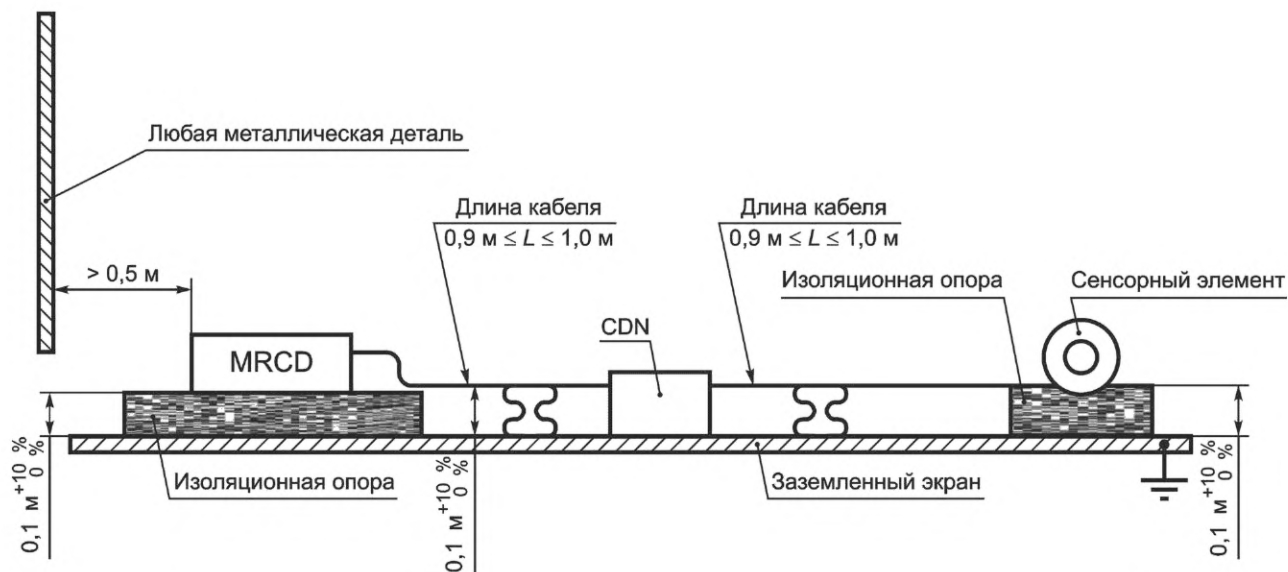 Любая металлическая деталь
Длина кабеля
0,9 м ≤ L ≤ 1,0 м
Длина кабеля
0,9 м ≤ L ≤ 1,0 м
> 0,5 м
Изоляционная опора
Сенсорный элемент
CDN
MRCD
Изоляционная опора
Заземленный экран
0,1 м +10 % 0 %
0,1 м +10 % 0 %
0,1 м +10 % 0 %